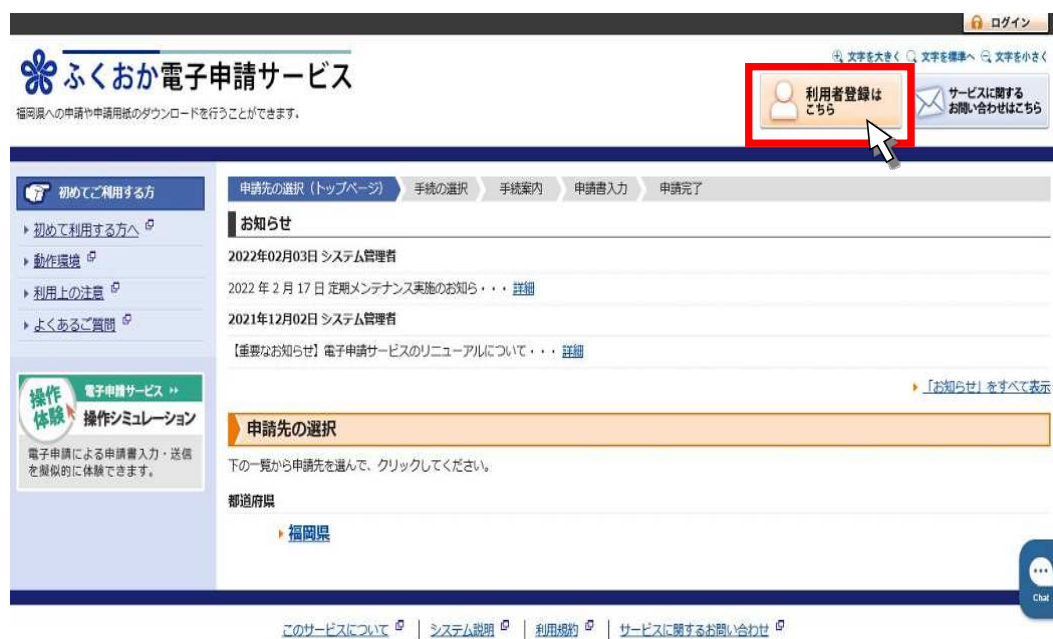 ログイン
文字を大きく 文字を標準へ 文字を小さく
ふくおか電子申請サービス
福岡県への申請や申請用紙のダウンロードを行うことができます。
利用者登録は
こちら
サービスに関する
お問い合わせはこちら
初めてご利用する方
初めて利用する方へ
動作環境
利用上の注意
よくあるご質問
操作
体験
電子申請サービス
操作シミュレーション
電子申請による申請書入力・送信
を擬似的に体験できます。
申請先の選択（トップページ） 手続の選択 手続案内 申請書入力 申請完了
お知らせ
2022年02月03日 システム管理者
2022 年 2 月 17 日 定期メンテナンス実施のお知ら・・・ 詳細
2021年12月02日 システム管理者
【重要なお知らせ】電子申請サービスのリニューアルについて・・・ 詳細
「お知らせ」をすべて表示
申請先の選択
下の一覧から申請先を選んで、クリックしてください。
都道府県
福岡県
Chat
このサービスについて | システム説明 | 利用規約 | サービスに関するお問い合わせ